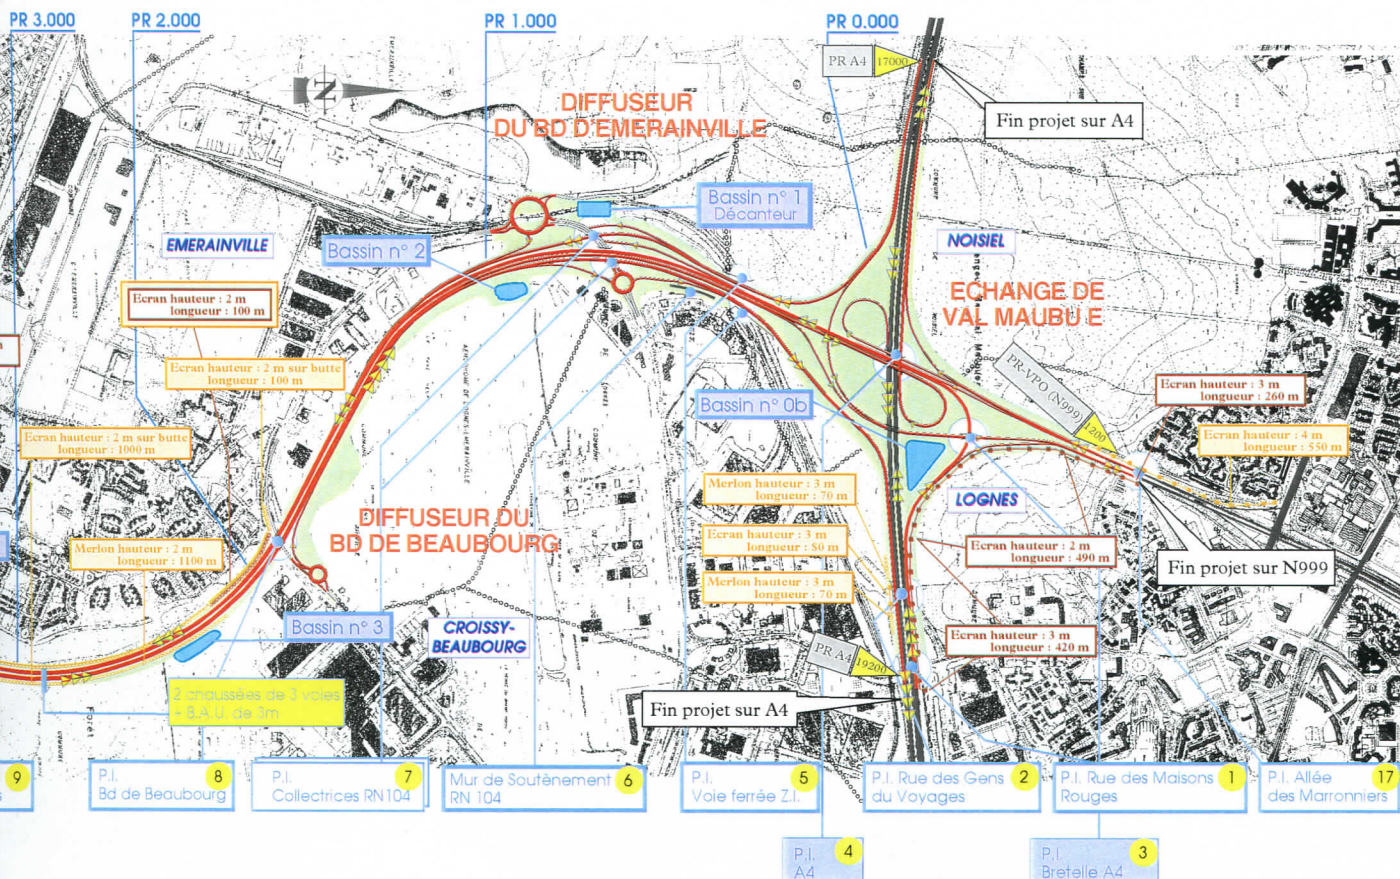 PR 3.000
PR 2.000
PR 1.000
PR 0.000
PR A4
17000
N
DIFFUSEUR
DU BD D'EMERAINVILLE
Fin projet sur A4
Bassin n° 1
Décanteur
EMERAINVILLE
Bassin n° 2
NOISIEL
Ecran hauteur : 2 m
longueur : 100 m
ECHANGE DE
VAL MAUBU E
Ecran hauteur : 2 m sur butte
longueur : 100 m
PR-VPO (N999)
1200
Ecran hauteur : 3 m
longueur : 260 m
Bassin n° 0b
Ecran hauteur : 2 m sur butte
longueur : 1000 m
Ecran hauteur : 4 m
longueur : 550 m
Merlon hauteur : 3 m
longueur : 70 m
LOGNES
DIFFUSEUR DU
BD DE BEAUBOURG
Ecran hauteur : 3 m
longueur : 80 m
Merlon hauteur : 2 m
longueur : 1100 m
Ecran hauteur : 2 m
longueur : 490 m
Fin projet sur N999
Merlon hauteur : 3 m
longueur : 70 m
Bassin n° 3
CROISSY-
BEAUBOURG
Ecran hauteur : 3 m
longueur : 420 m
PR A4
19200
2 chaussées de 3 voies
+ B.A.U. de 3m
Fin projet sur A4
Forêt
9
s
P.I.
Bd de Beaubourg
8
P.I.
Collectrices RN104
7
Mur de Soutènement
RN 104
6
P.I.
Voie ferrée Z.I.
5
P.I. Rue des Gens
du Voyages
2
P.I. Rue des Maisons
Rouges
1
P.I. Allée
des Marronniers
17
P.I.
A4
4
P.I.
Bretelle A4
3